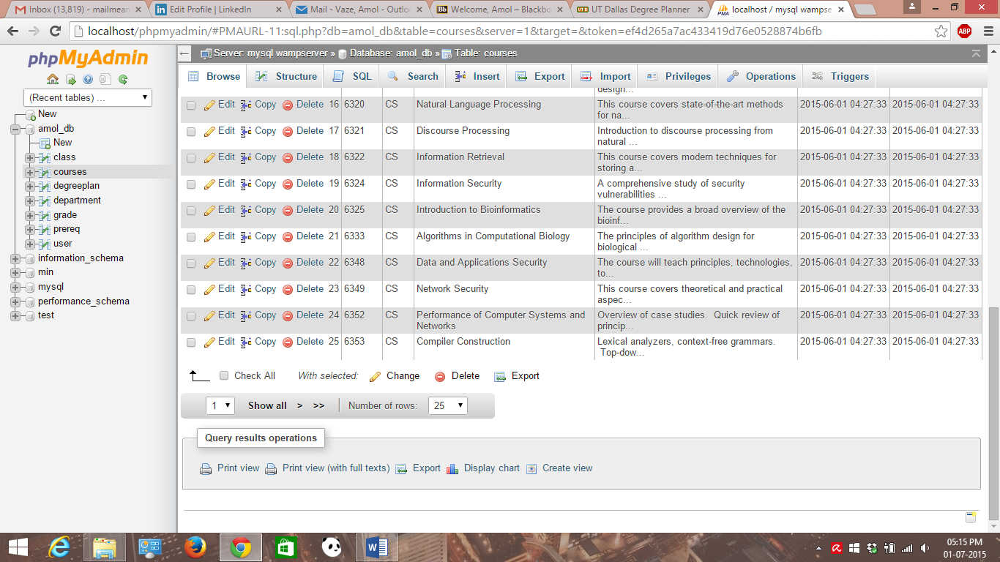 Inbox (13,819) - mailmean
Edit Profile | LinkedIn
Mail - Vaze, Amol - Outlo
Welcome, Amol – Blackbo
UT Dallas Degree Planner
localhost / mysql wampse
localhost/phpmyadmin/#PMAURL-11:sql.php?db=amol_db&table=courses&server=1&target=&token=ef4d265a7ac433419d76e0528874b6fb
ABP
phpMyAdmin
(Recent tables) ...
New
amol_db
New
class
courses
degreeplan
department
grade
prereq
user
information_schema
min
mysql
performance_schema
test
Server: mysql wampserver » Database: amol_db » Table: courses
Browse Structure SQL Search Insert Export Import Privileges Operations Triggers
design...
Edit Copy Delete 16 6320 CS Natural Language Processing This course covers state-of-the-art methods 2015-06-01 04:27:33 2015-06-01 04:27:33
for na...
Edit Copy Delete 17 6321 CS Discourse Processing Introduction to discourse processing from 2015-06-01 04:27:33 2015-06-01 04:27:33
natural ...
Edit Copy Delete 18 6322 CS Information Retrieval This course covers modern techniques for 2015-06-01 04:27:33 2015-06-01 04:27:33
storing a...
Edit Copy Delete 19 6324 CS Information Security A comprehensive study of security 2015-06-01 04:27:33 2015-06-01 04:27:33
vulnerabilities ...
Edit Copy Delete 20 6325 CS Introduction to Bioinformatics The course provides a broad overview of the 2015-06-01 04:27:33 2015-06-01 04:27:33
bioinf...
Edit Copy Delete 21 6333 CS Algorithms in Computational Biology The principles of algorithm design for 2015-06-01 04:27:33 2015-06-01 04:27:33
biological ...
Edit Copy Delete 22 6348 CS Data and Applications Security The course will teach principles, technologies, 2015-06-01 04:27:33 2015-06-01 04:27:33
to...
Edit Copy Delete 23 6349 CS Network Security This course covers theoretical and practical 2015-06-01 04:27:33 2015-06-01 04:27:33
aspec...
Edit Copy Delete 24 6352 CS Performance of Computer Systems and Overview of case studies. Quick review of 2015-06-01 04:27:33 2015-06-01 04:27:33
Networks princip...
Edit Copy Delete 25 6353 CS Compiler Construction Lexical analyzers, context-free grammars. 2015-06-01 04:27:33 2015-06-01 04:27:33
Top-dow...
Check All With selected: Change Delete Export
1 Show all > >> Number of rows: 25
Query results operations
Print view Print view (with full texts) Export Display chart Create view
05:15 PM
01-07-2015